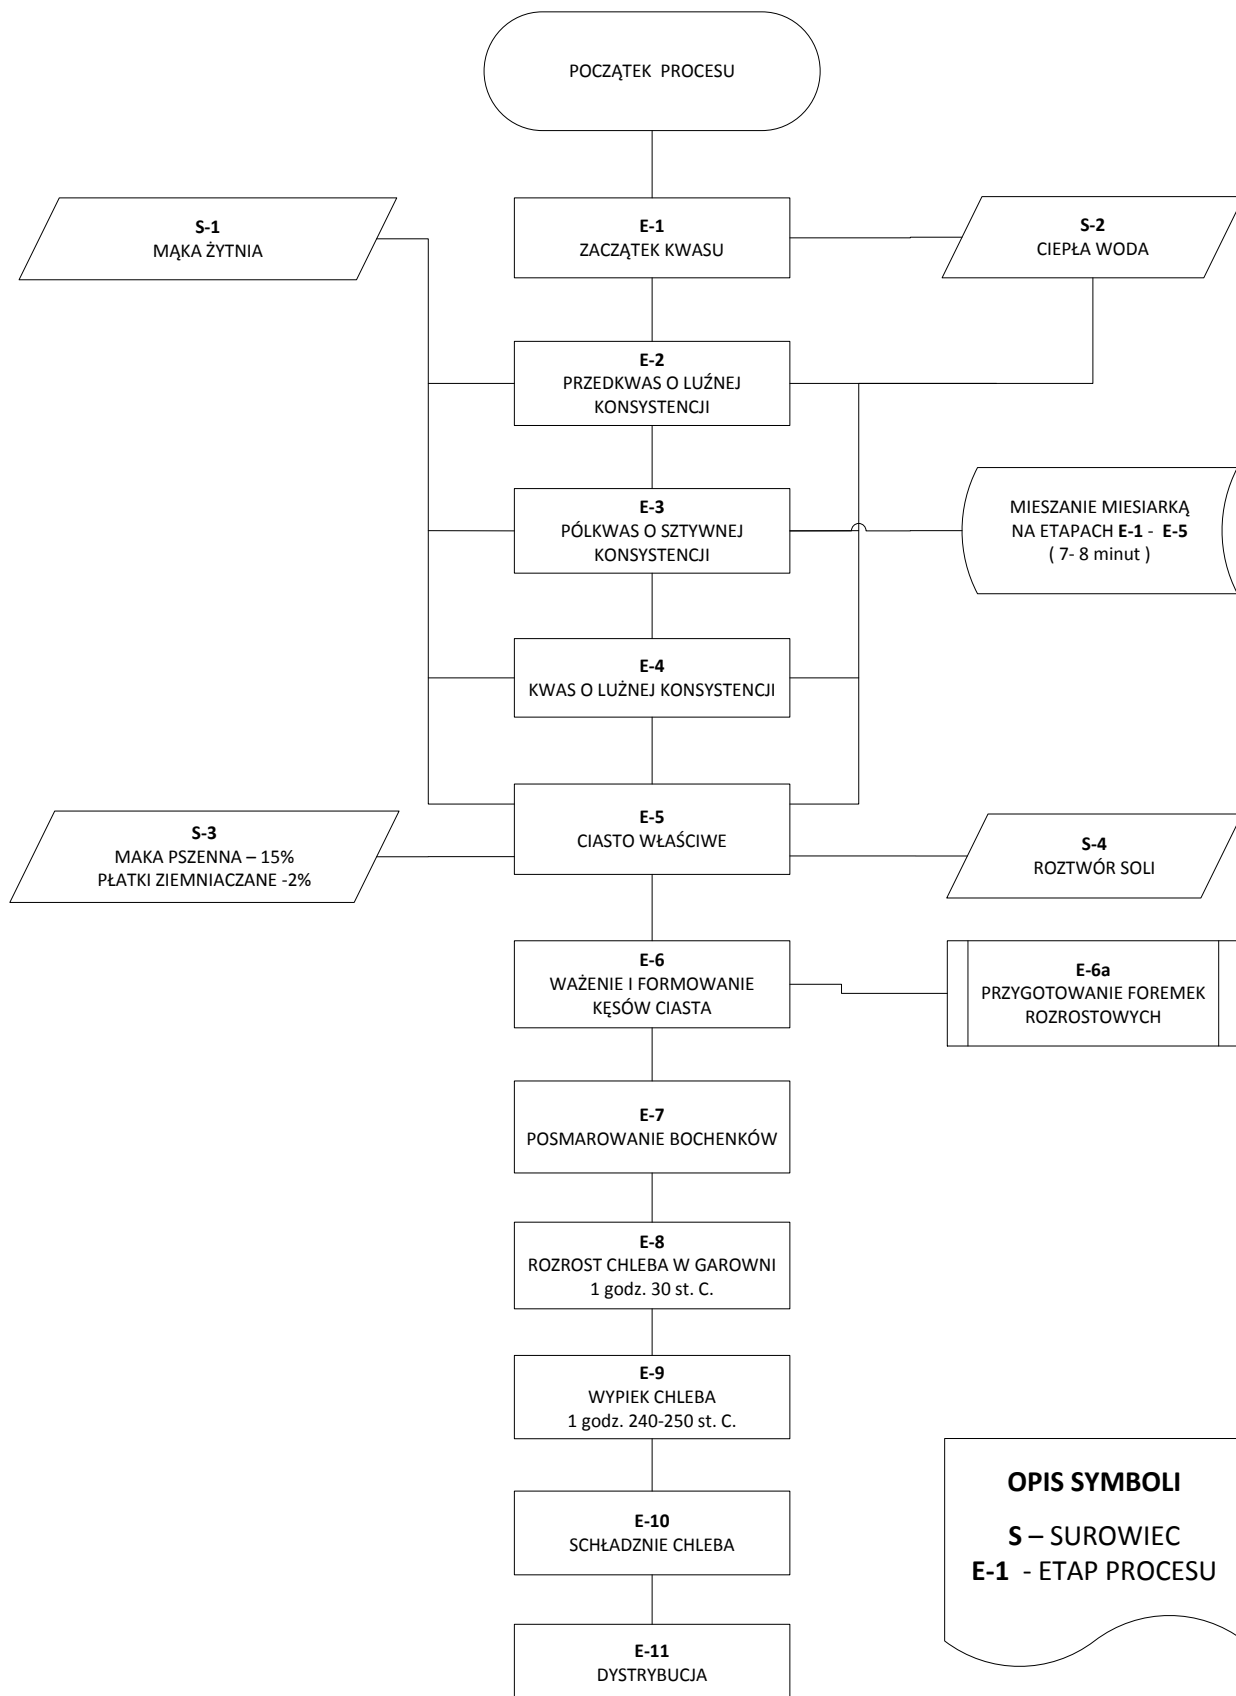 POCZĄTEK PROCESU
S-1
MĄKA ŻYTNIA
E-1
ZACZĄTEK KWASU
S-2
CIEPŁA WODA
E-2
PRZEDKWAS O LUŹNEJ
KONSYSTENCJI
E-3
PÓLKWAS O SZTYWNEJ
KONSYSTENCJI
MIESZANIE MIESIARKĄ
NA ETAPACH E-1 - E-5
( 7- 8 minut )
E-4
KWAS O LUŻNEJ KONSYSTENCJI
S-3
MAKA PSZENNA – 15%
PŁATKI ZIEMNIACZANE -2%
E-5
CIASTO WŁAŚCIWE
S-4
ROZTWÓR SOLI
E-6
WAŻENIE I FORMOWANIE
KĘSÓW CIASTA
E-6a
PRZYGOTOWANIE FOREMEK
ROZROSTOWYCH
E-7
POSMAROWANIE BOCHENKÓW
E-8
ROZROST CHLEBA W GAROWNI
1 godz. 30 st. C.
E-9
WYPIEK CHLEBA
1 godz. 240-250 st. C.
E-10
SCHŁADZNIE CHLEBA
E-11
DYSTRYBUCJA
OPIS SYMBOLI
S – SUROWIEC
E-1 - ETAP PROCESU